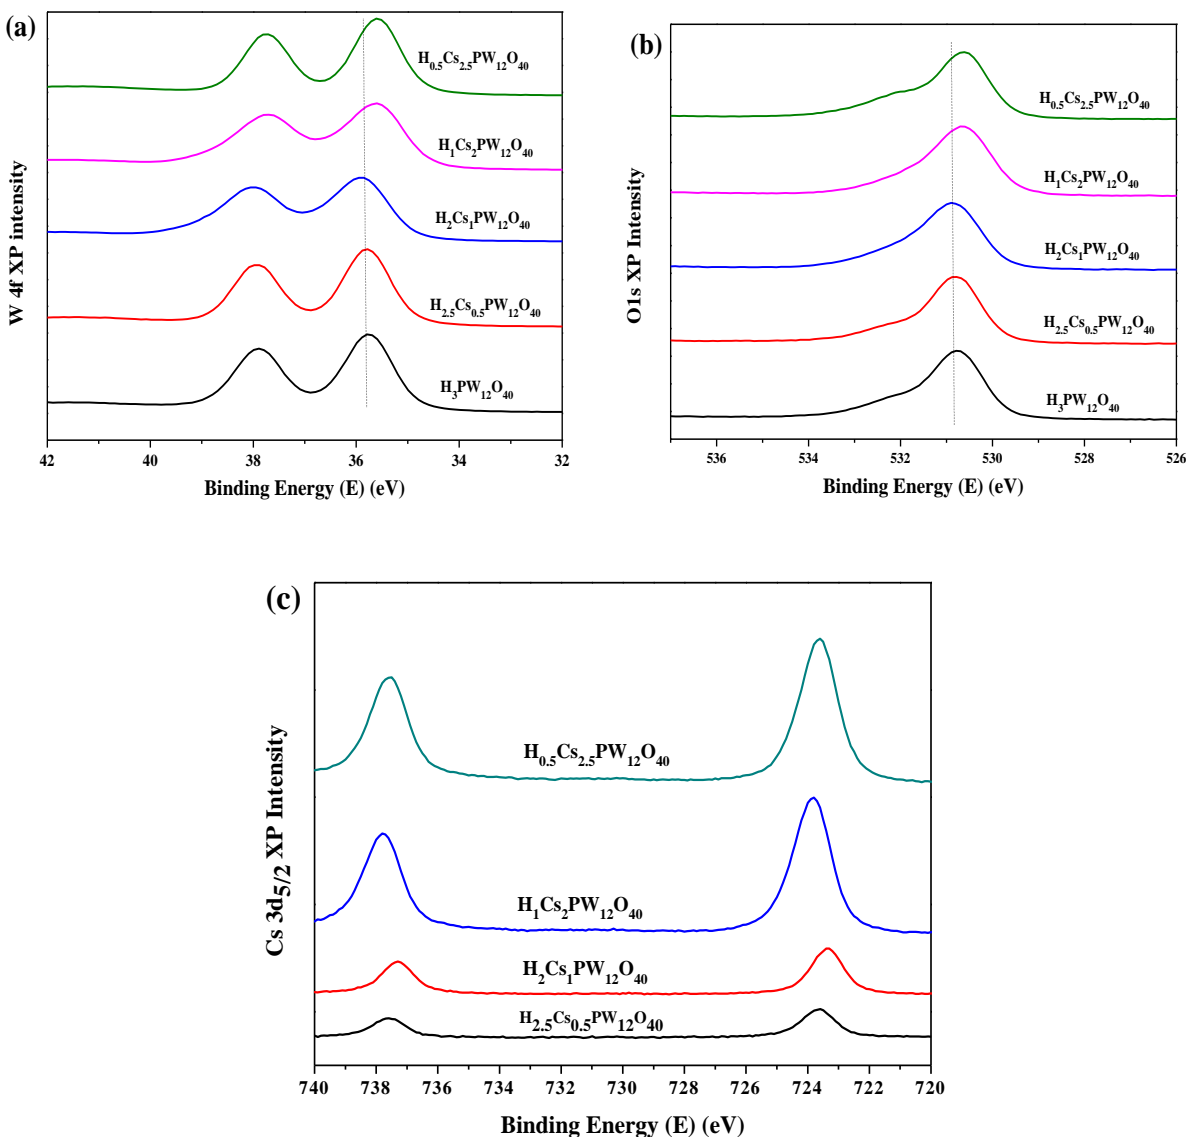 (a)
W 4f XP intensity
H0.5Cs2.5PW12O40
H1Cs2PW12O40
H2Cs1PW12O40
H2.5Cs0.5PW12O40
H3PW12O40
42 40 38 36 34 32
Binding Energy (E) (eV)
(b)
O1s XP Intensity
H0.5Cs2.5PW12O40
H1Cs2PW12O40
H2Cs1PW12O40
H2.5Cs0.5PW12O40
H3PW12O40
536 534 532 530 528 526
Binding Energy (E) (eV)
(c)
Cs 3d5/2 XP Intensity
H0.5Cs2.5PW12O40
H1Cs2PW12O40
H2Cs1PW12O40
H2.5Cs0.5PW12O40
740 738 736 734 732 730 728 726 724 722 720
Binding Energy (E) (eV)